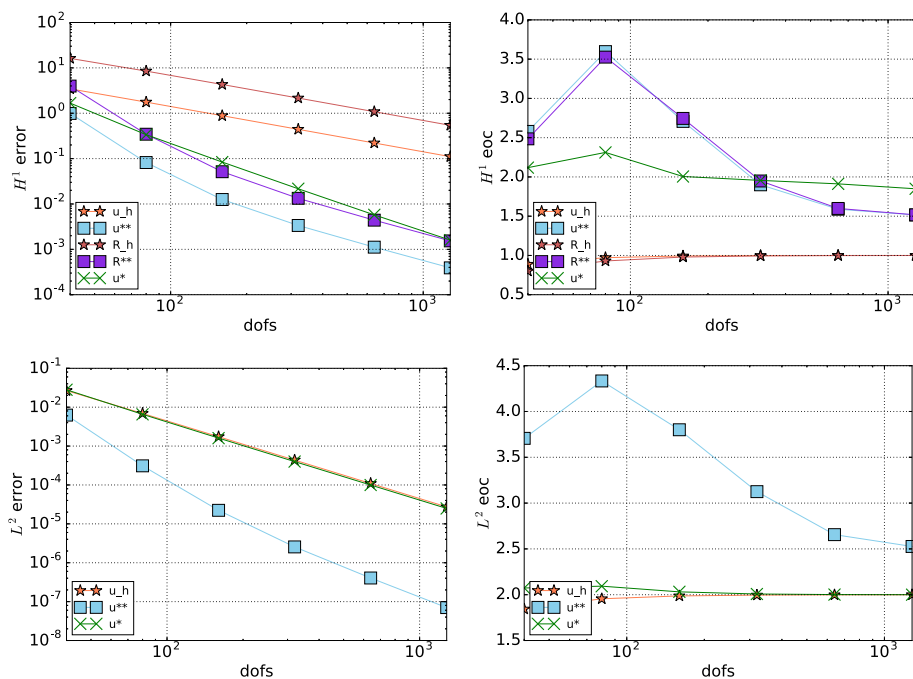 10^2
10^1
10^0
10^-1
10^-2
10^-3
10^-4
H^1 error
u_h
u**
R_h
R**
u*
10^2
10^3
dofs
4.0
3.5
3.0
2.5
2.0
1.5
1.0
0.5
H^1 eoc
u_h
u**
R_h
R**
u*
10^2
10^3
dofs
10^-1
10^-2
10^-3
10^-4
10^-5
10^-6
10^-7
10^-8
L^2 error
u_h
u**
u*
10^2
10^3
dofs
4.5
4.0
3.5
3.0
2.5
2.0
1.5
L^2 eoc
u_h
u**
u*
10^2
10^3
dofs